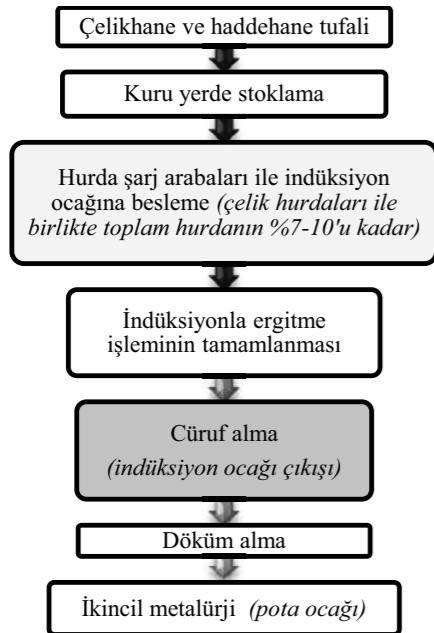 Çelikhane ve haddehane tufali
Kuru yerde stoklama
Hurda şarj arabaları ile indüksiyon
ocağına besleme (çelik hurdaları ile
birlikte toplam hurdanın %7-10'u kadar)
İndüksiyonla ergitme
işleminin tamamlanması
Cüruf alma
(indüksiyon ocağı çıkışı)
Döküm alma
İkincil metalürji (pota ocağı)